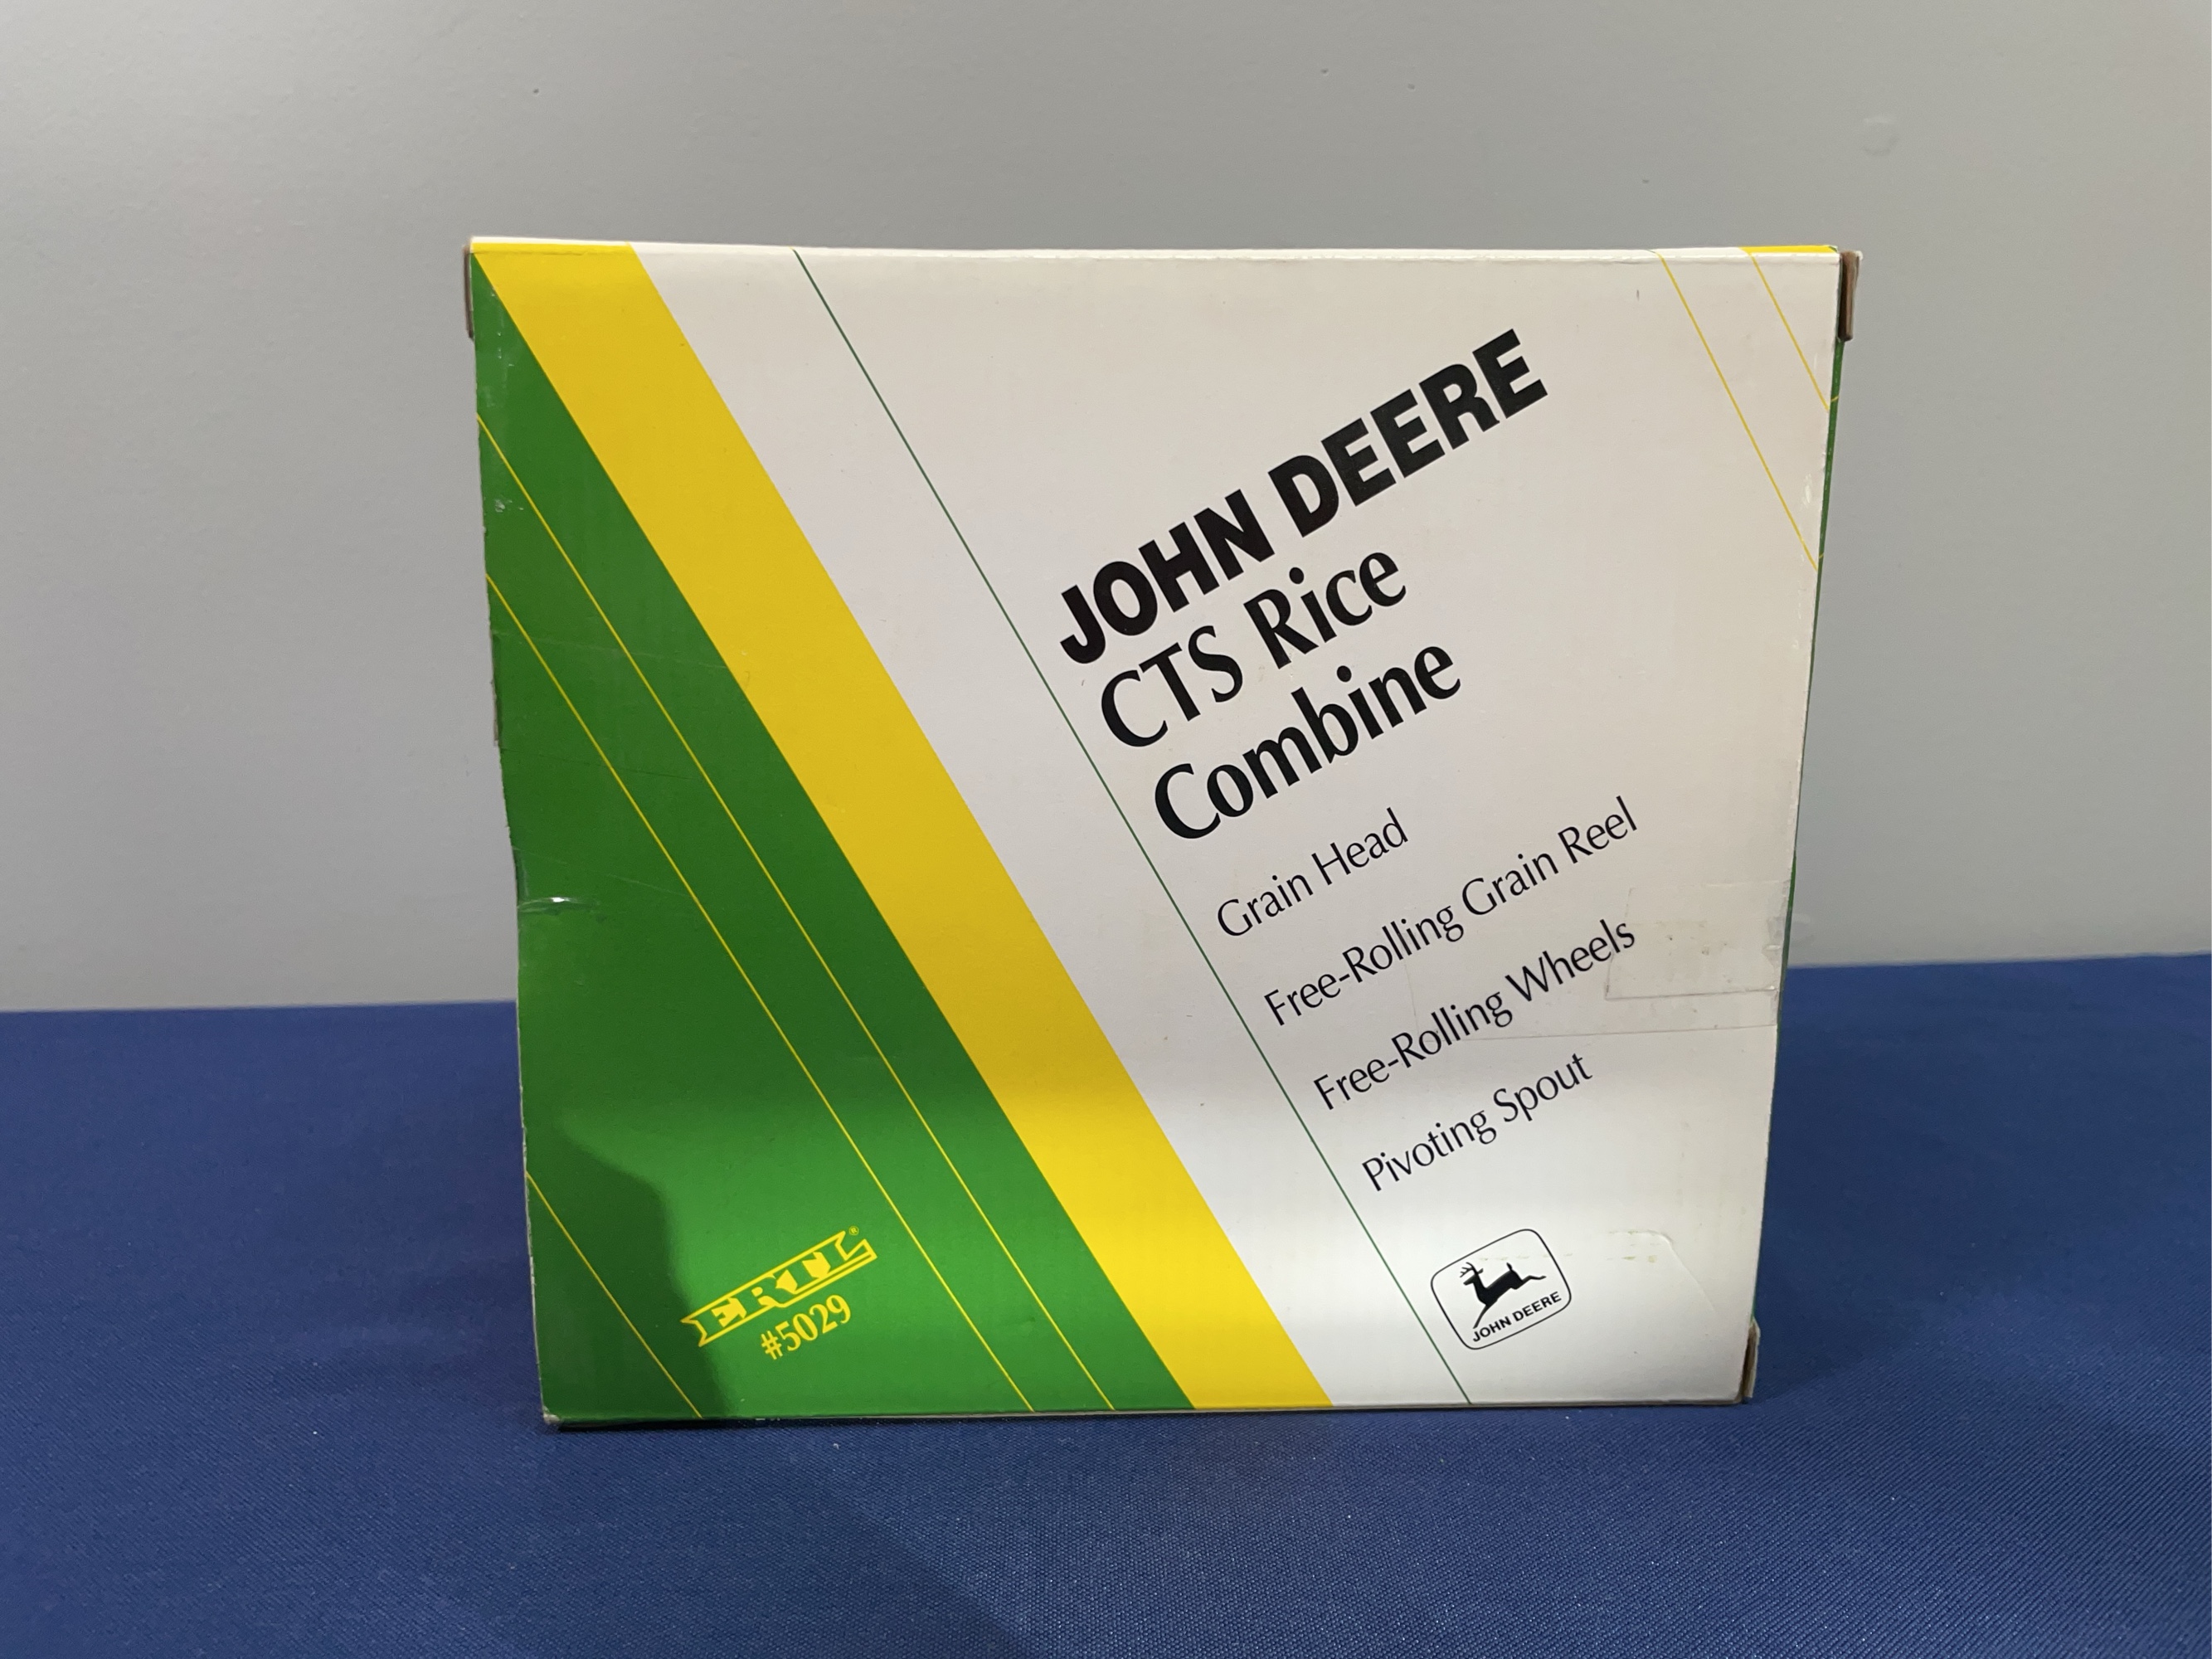 JOHN DEERE
CTS Rice
Combine
Grain Head
Free-Rolling Grain Reel
Free-Rolling Wheels
Pivoting Spout
ERTL®
#5029
JOHN DEERE